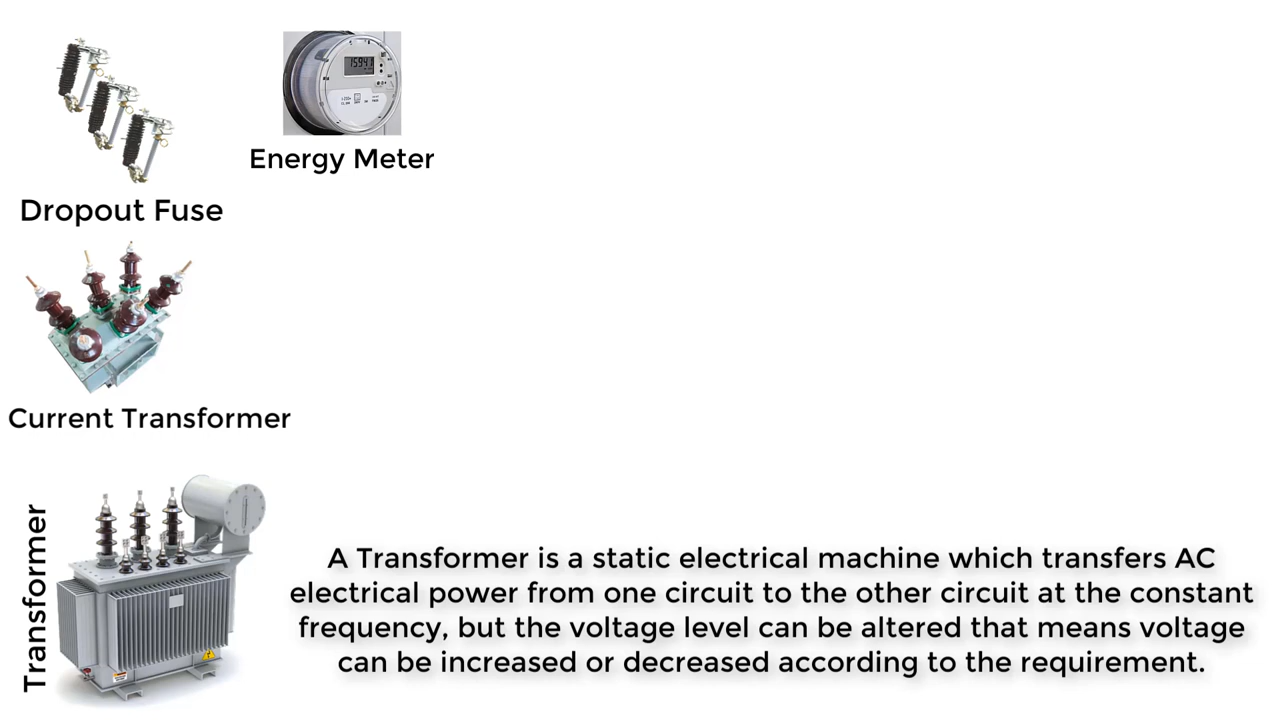 15941
Energy Meter
Dropout Fuse
Current Transformer
Transformer
A Transformer is a static electrical machine which transfers AC
electrical power from one circuit to the other circuit at the constant
frequency, but the voltage level can be altered that means voltage
can be increased or decreased according to the requirement.